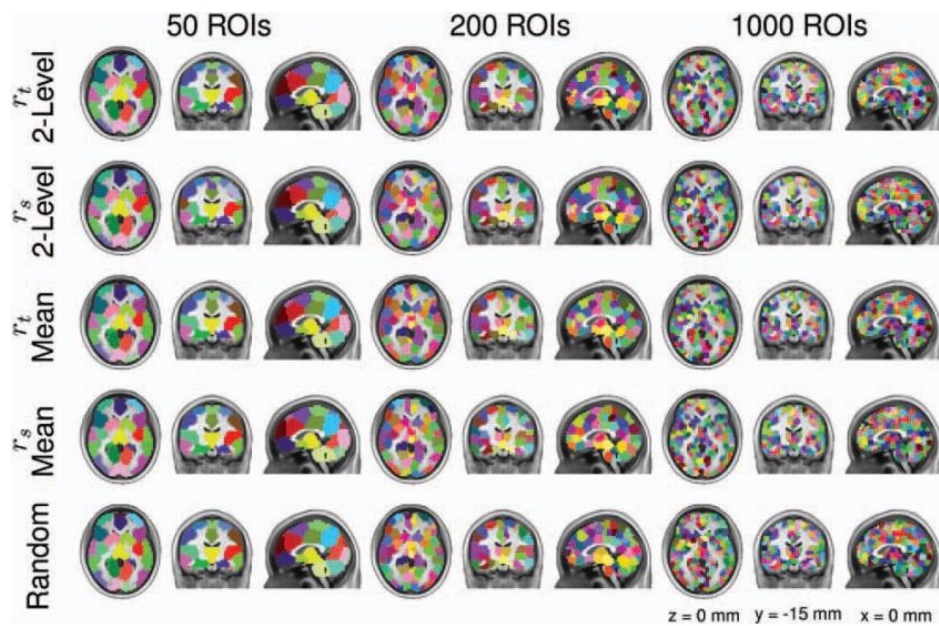 50 ROIs
200 ROIs
1000 ROIs
r_t
2-Level
r_s
2-Level
r_t
Mean
r_s
Mean
Random
z = 0 mm
y = -15 mm
x = 0 mm